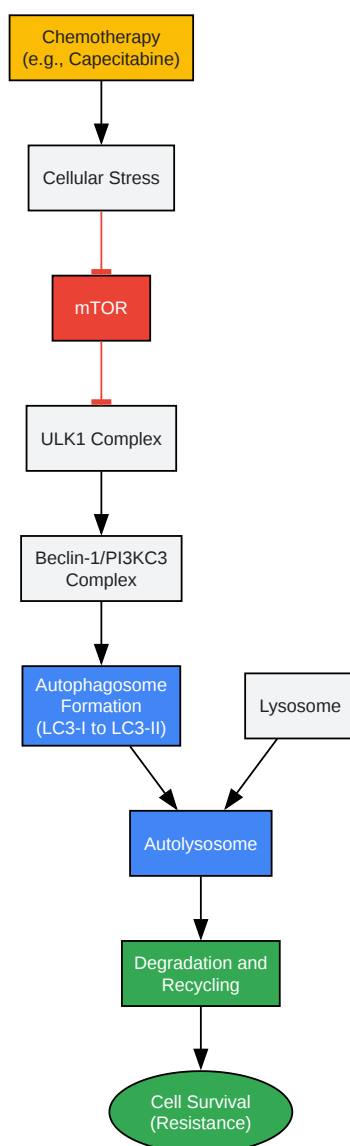 Chemotherapy
(e.g., Capecitabine)
Cellular Stress
mTOR
ULK1 Complex
Beclin-1/PI3KC3
Complex
Autophagosome
Formation
(LC3-I to LC3-II)
Lysosome
Autolysosome
Degradation and
Recycling
Cell Survival
(Resistance)